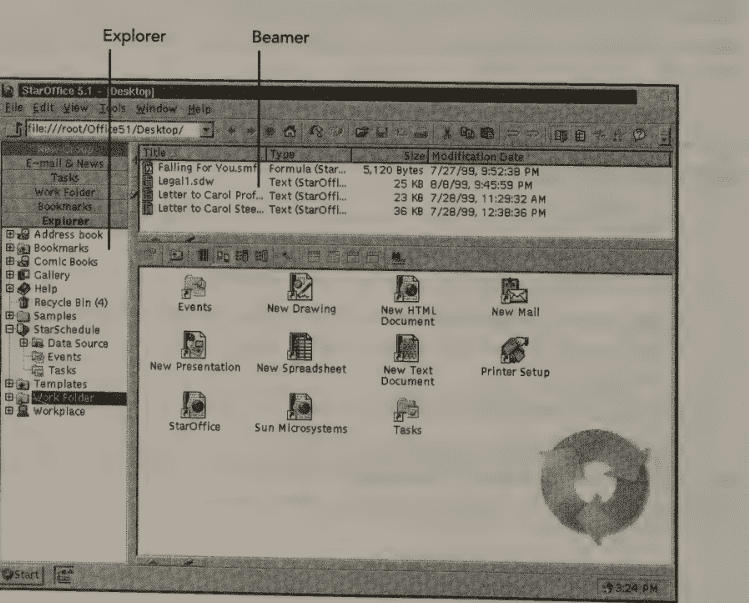 Explorer
Beamer
StarOffice 5.1 - [Desktop]
File Edit View Tools Window Help
file:///root/Office51/Desktop/
E-mail & News
Tasks
Work Folder
Bookmarks
Explorer
Address book
Bookmarks
Comic Books
Gallery
Help
Recycle Bin (4)
Samples
StarSchedule
Data Source
Events
Tasks
Templates
Work Folder
Workplace
Title Type Size Modification Date
Falling For You.smf Formula (Star... 5,120 Bytes 7/27/99, 9:52:38 PM
Legal1.sdw Text (StarOffi... 25 KB 8/8/99, 9:45:59 PM
Letter to Carol Prof... Text (StarOffi... 23 KB 7/28/99, 11:29:32 AM
Letter to Carol Stee... Text (StarOffi... 36 KB 7/28/99, 12:38:36 PM
Events
New Drawing
New HTML
Document
New Mail
New Presentation
New Spreadsheet
New Text
Document
Printer Setup
StarOffice
Sun Microsystems
Tasks
Start
3:24 PM